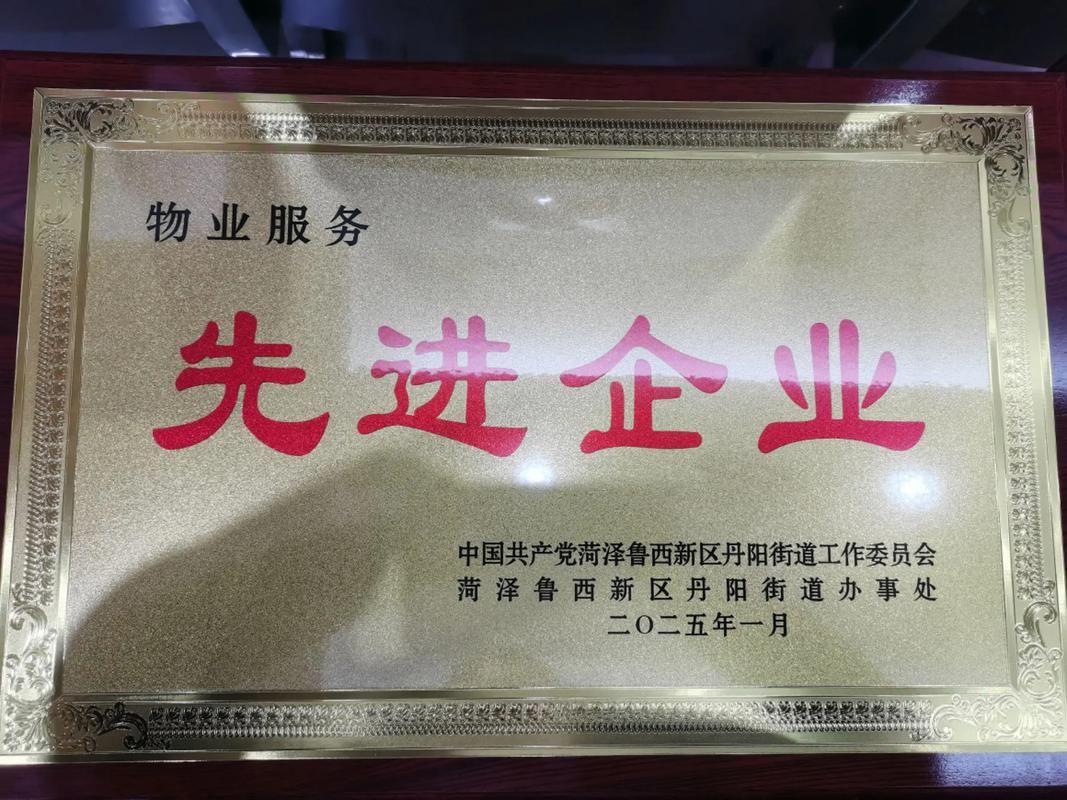 物业服务
先进企业
中国共产党菏泽鲁西新区丹阳街道工作委员会
菏泽鲁西新区丹阳街道办事处
二〇二五年一月